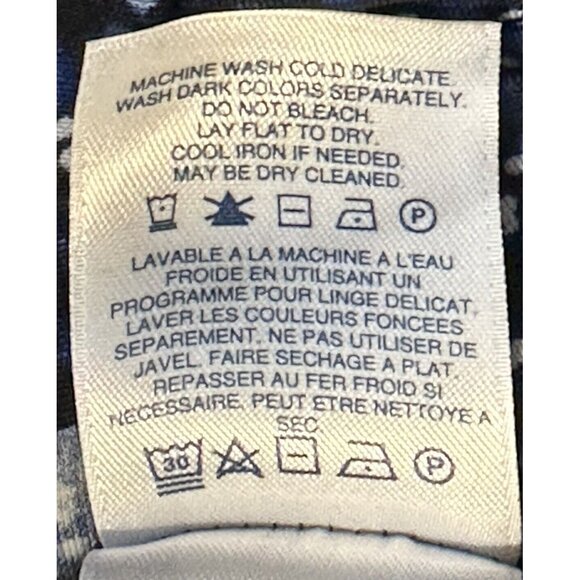 MACHINE WASH COLD DELICATE.
WASH DARK COLORS SEPARATELY.
DO NOT BLEACH.
LAY FLAT TO DRY.
COOL IRON IF NEEDED.
MAY BE DRY CLEANED.
P
LAVABLE A LA MACHINE A L'EAU
FROIDE EN UTILISANT UN
PROGRAMME POUR LINGE DELICAT.
LAVER LES COULEURS FONCEES
SEPAREMENT. NE PAS UTILISER DE
JAVEL. FAIRE SECHAGE A PLAT.
REPASSER AU FER FROID SI
NECESSAIRE. PEUT ETRE NETTOYE A
SEC
30 P